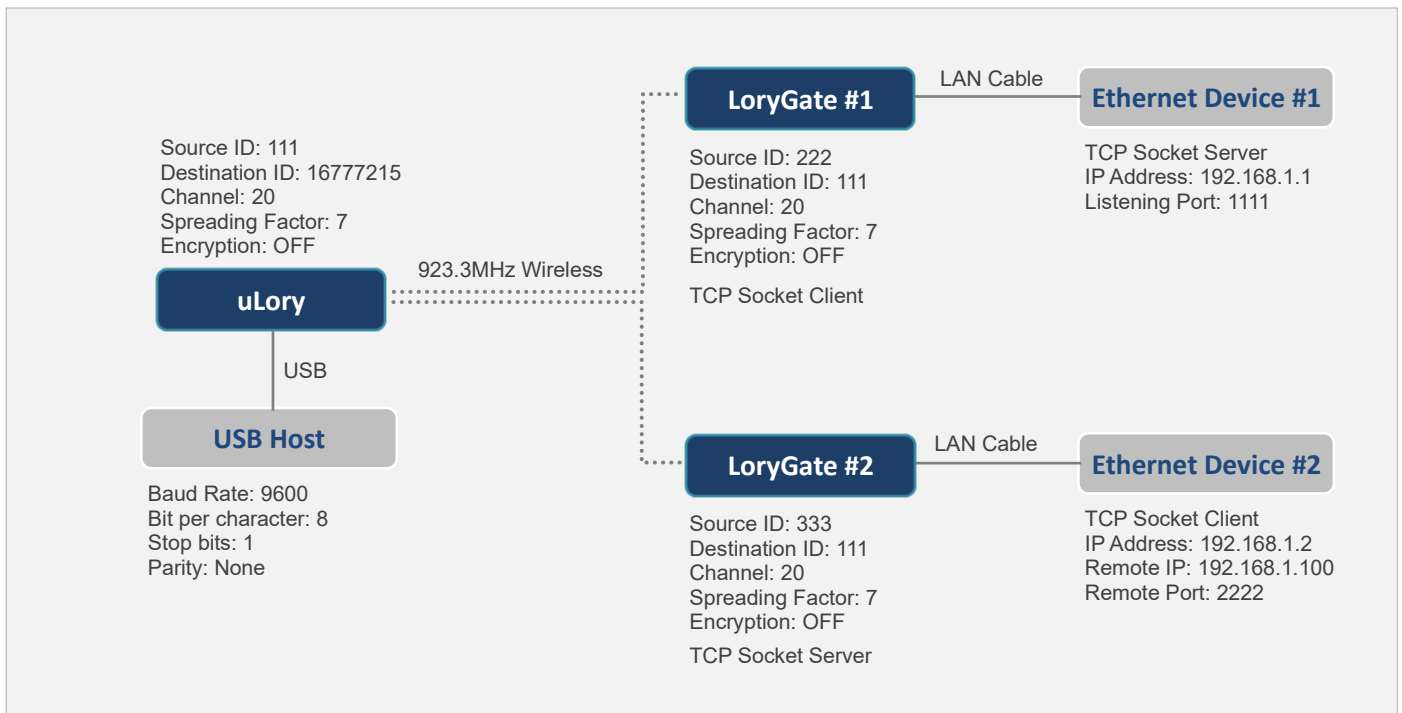 Source ID: 111
Destination ID: 16777215
Channel: 20
Spreading Factor: 7
Encryption: OFF
uLory
USB
USB Host
Baud Rate: 9600
Bit per character: 8
Stop bits: 1
Parity: None
923.3MHz Wireless
LoryGate #1
Source ID: 222
Destination ID: 111
Channel: 20
Spreading Factor: 7
Encryption: OFF
TCP Socket Client
LAN Cable
Ethernet Device #1
TCP Socket Server
IP Address: 192.168.1.1
Listening Port: 1111
LoryGate #2
Source ID: 333
Destination ID: 111
Channel: 20
Spreading Factor: 7
Encryption: OFF
TCP Socket Server
LAN Cable
Ethernet Device #2
TCP Socket Client
IP Address: 192.168.1.2
Remote IP: 192.168.1.100
Remote Port: 2222